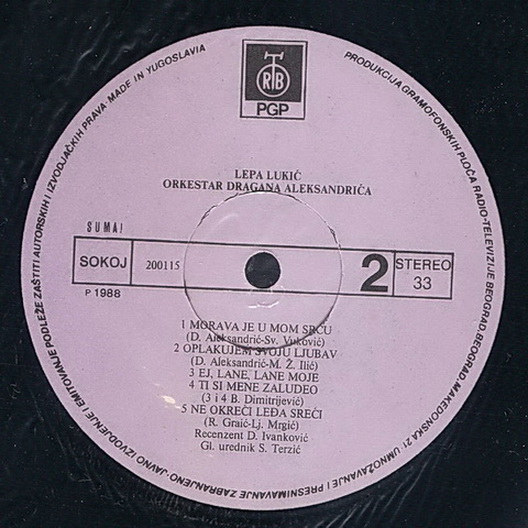 PRODUKCIJA GRAMOFONSKIH PLOČA RADIO-TELEVIZIJE BEOGRAD, BEOGRAD, MAKEDONSKA 21 UMNOŽAVANJE I PRESNIMAVANJE ZABRANJENO-JAVNO IZVODJENJE I EMITOVANJE PODLEŽE ZAŠTITI AUTORSKIH I IZVODJAČKIH PRAVA-MADE IN YUGOSLAVIA
RTB
PGP
LEPA LUKIĆ
ORKESTAR DRAGANA ALEKSANDRIĆA
SUMAJ
SOKOJ 200115 2 STEREO
33
P 1988
1 MORAVA JE U MOM SRCU
(D. Aleksandrić-Sv. Vuković)
2 OPLAKUJEM SVOJU LJUBAV
(D. Aleksandrić-M. Ž. Ilić)
3 EJ, LANE, LANE MOJE
4 TI SI MENE ZALUDEO
(3 i 4 B. Dimitrijević)
5 NE OKREĆI LEĐA SREĆI
(R. Graić-Lj. Mrgić)
Recenzent D. Ivanković
Gl. urednik S. Terzić